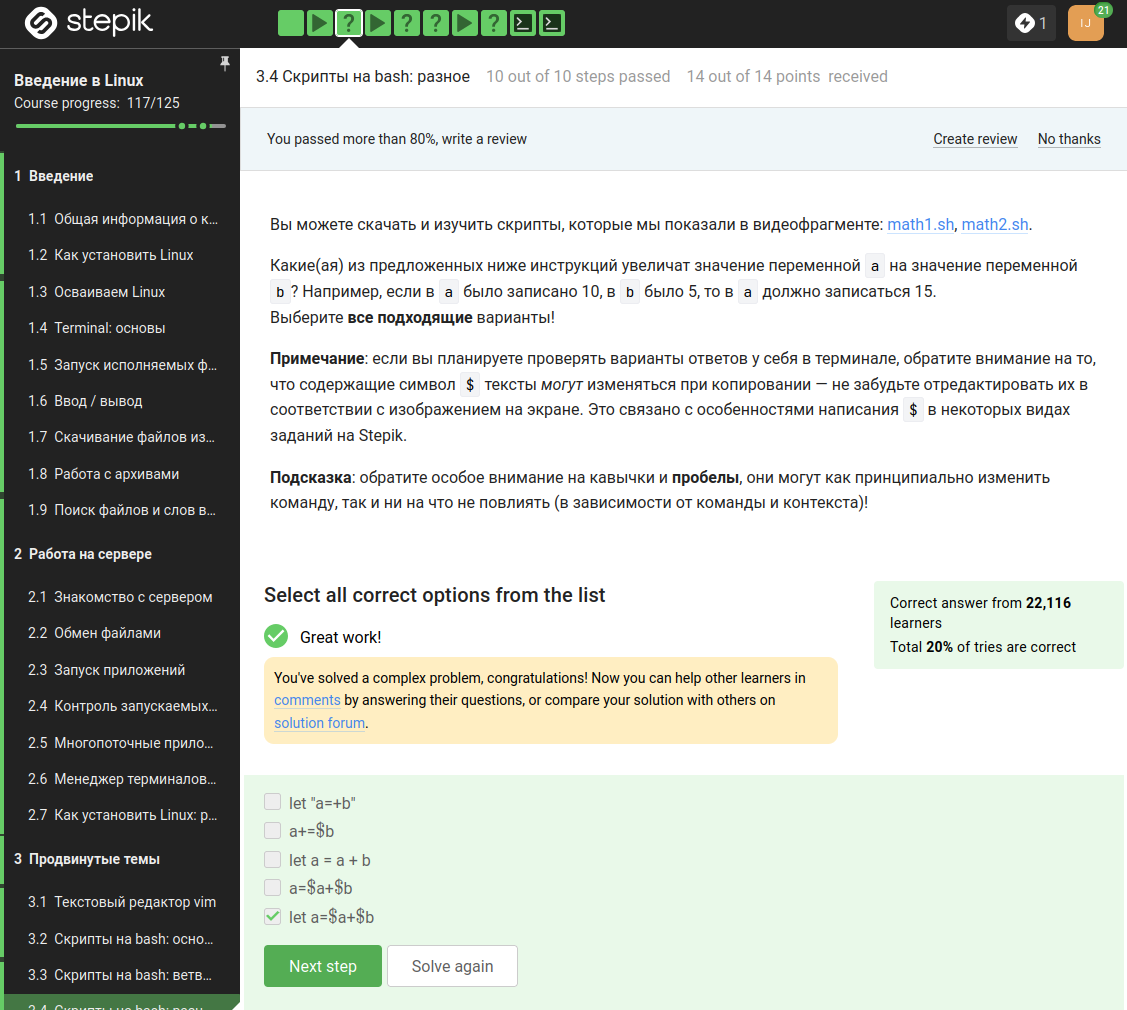 stepik
1
IJ
21
Введение в Linux
Course progress: 117/125
3.4 Скрипты на bash: разное 10 out of 10 steps passed 14 out of 14 points received
You passed more than 80%, write a review
Create review
No thanks
1 Введение
1.1 Общая информация о к...
1.2 Как установить Linux
1.3 Осваиваем Linux
1.4 Terminal: основы
1.5 Запуск исполняемых ф...
1.6 Ввод / вывод
1.7 Скачивание файлов из...
1.8 Работа с архивами
1.9 Поиск файлов и слов в...
2 Работа на сервере
2.1 Знакомство с сервером
2.2 Обмен файлами
2.3 Запуск приложений
2.4 Контроль запускаемых...
2.5 Многопоточные прило...
2.6 Менеджер терминалов...
2.7 Как установить Linux: р...
3 Продвинутые темы
3.1 Текстовый редактор vim
3.2 Скрипты на bash: осно...
3.3 Скрипты на bash: ветв...
3.4 Скрипты на bash: разн...
Вы можете скачать и изучить скрипты, которые мы показали в видеофрагменте: math1.sh, math2.sh.
Какие(ая) из предложенных ниже инструкций увеличат значение переменной a на значение переменной
b ? Например, если в a было записано 10, в b было 5, то в a должно записаться 15.
Выберите все подходящие варианты!
Примечание: если вы планируете проверять варианты ответов у себя в терминале, обратите внимание на то,
что содержащие символ $ тексты могут изменяться при копировании — не забудьте отредактировать их в
соответствии с изображением на экране. Это связано с особенностями написания $ в некоторых видах
заданий на Stepik.
Подсказка: обратите особое внимание на кавычки и пробелы, они могут как принципиально изменить
команду, так и ни на что не повлиять (в зависимости от команды и контекста)!
Select all correct options from the list
Great work!
You've solved a complex problem, congratulations! Now you can help other learners in
comments by answering their questions, or compare your solution with others on
solution forum.
Correct answer from 22,116
learners
Total 20% of tries are correct
let "a=+b"
a+=$b
let a = a + b
a=$a+$b
let a=$a+$b
Next step
Solve again